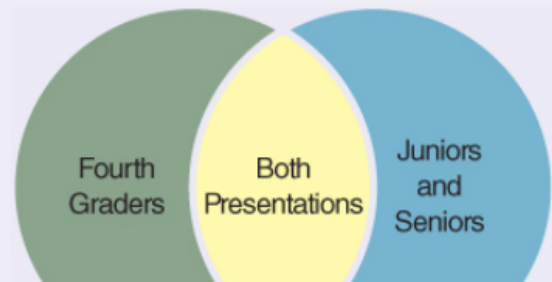 Fourth
Graders
Both
Presentations
Juniors
and
Seniors